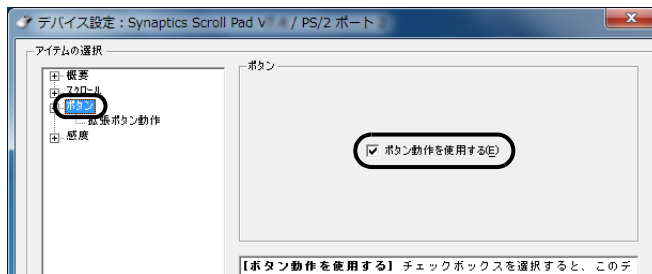 デバイス設定 : Synaptics Scroll Pad / PS/2 ポート
アイテムの選択
概要
スクロール
ボタン
拡張ボタン動作
感度
ボタン
ボタン動作を使用する(E)
【ボタン動作を使用する】チェックボックスを選択すると、このデ